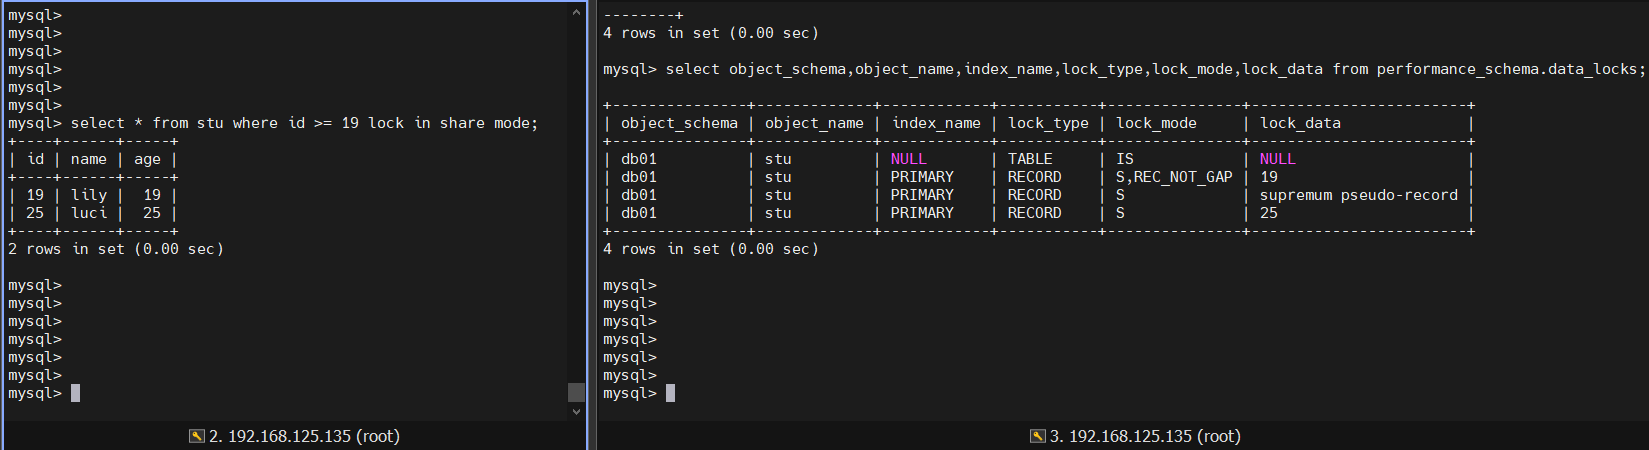 mysql>
mysql>
mysql>
mysql>
mysql>
mysql>
mysql> select * from stu where id >= 19 lock in share mode;
+----+------+-----+
| id | name | age |
+----+------+-----+
| 19 | lily |  19 |
| 25 | luci |  25 |
+----+------+-----+
2 rows in set (0.00 sec)
mysql>
mysql>
mysql>
mysql>
mysql>
mysql>
mysql>
2. 192.168.125.135 (root)
--------+
4 rows in set (0.00 sec)
mysql> select object_schema,object_name,index_name,lock_type,lock_mode,lock_data from performance_schema.data_locks;
+---------------+-------------+------------+-----------+---------------+------------------------+
| object_schema | object_name | index_name | lock_type | lock_mode     | lock_data              |
+---------------+-------------+------------+-----------+---------------+------------------------+
| db01          | stu         | NULL       | TABLE     | IS            | NULL                   |
| db01          | stu         | PRIMARY    | RECORD    | S,REC_NOT_GAP | 19                     |
| db01          | stu         | PRIMARY    | RECORD    | S             | supremum pseudo-record |
| db01          | stu         | PRIMARY    | RECORD    | S             | 25                     |
+---------------+-------------+------------+-----------+---------------+------------------------+
4 rows in set (0.00 sec)
mysql>
mysql>
mysql>
mysql>
mysql>
mysql>
mysql>
3. 192.168.125.135 (root)